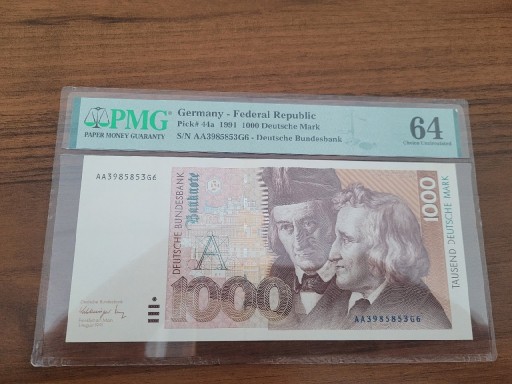 PMG
PAPER MONEY GUARANTY
Germany - Federal Republic
Pick# 44a 1991 1000 Deutsche Mark
S/N AA3985853G6 - Deutsche Bundesbank
64
Choice Uncirculated
AA3985853G6
DEUTSCHE BUNDESBANK
Banknote
A
1000
1000
TAUSEND DEUTSCHE MARK
Deutsche Bundesbank
AA3985853G6